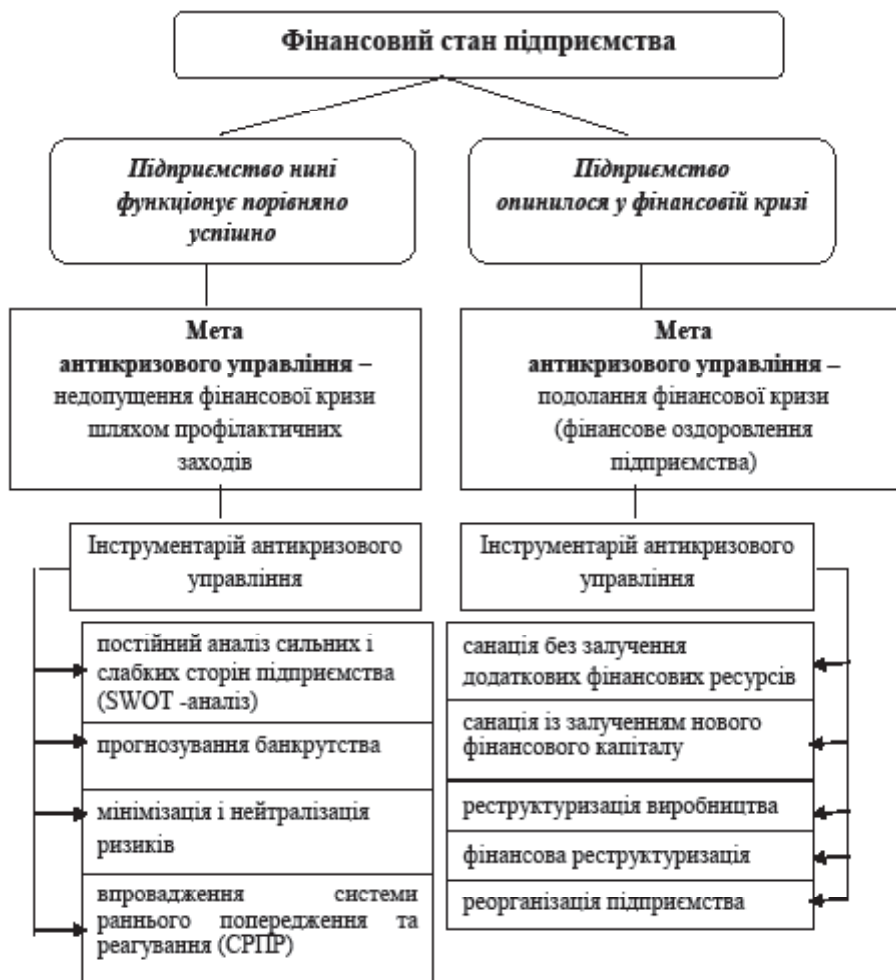 Фінансовий стан підприємства
Підприємство нині
функціонує порівняно
успішно
Підприємство
опинилося у фінансовій кризі
Мета
антикризового управління –
недопущення фінансової кризи
шляхом профілактичних
заходів
Мета
антикризового управління –
подолання фінансової кризи
(фінансове оздоровлення
підприємства)
Інструментарій антикризового
управління
постійний аналіз сильних і
слабких сторін підприємства
(SWOT -аналіз)
прогнозування банкрутства
мінімізація і нейтралізація
ризиків
впровадження системи
раннього попередження та
реагування (СРПР)
Інструментарій антикризового
управління
санація без залучення
додаткових фінансових ресурсів
санація із залученням нового
фінансового капіталу
реструктуризація виробництва
фінансова реструктуризація
реорганізація підприємства